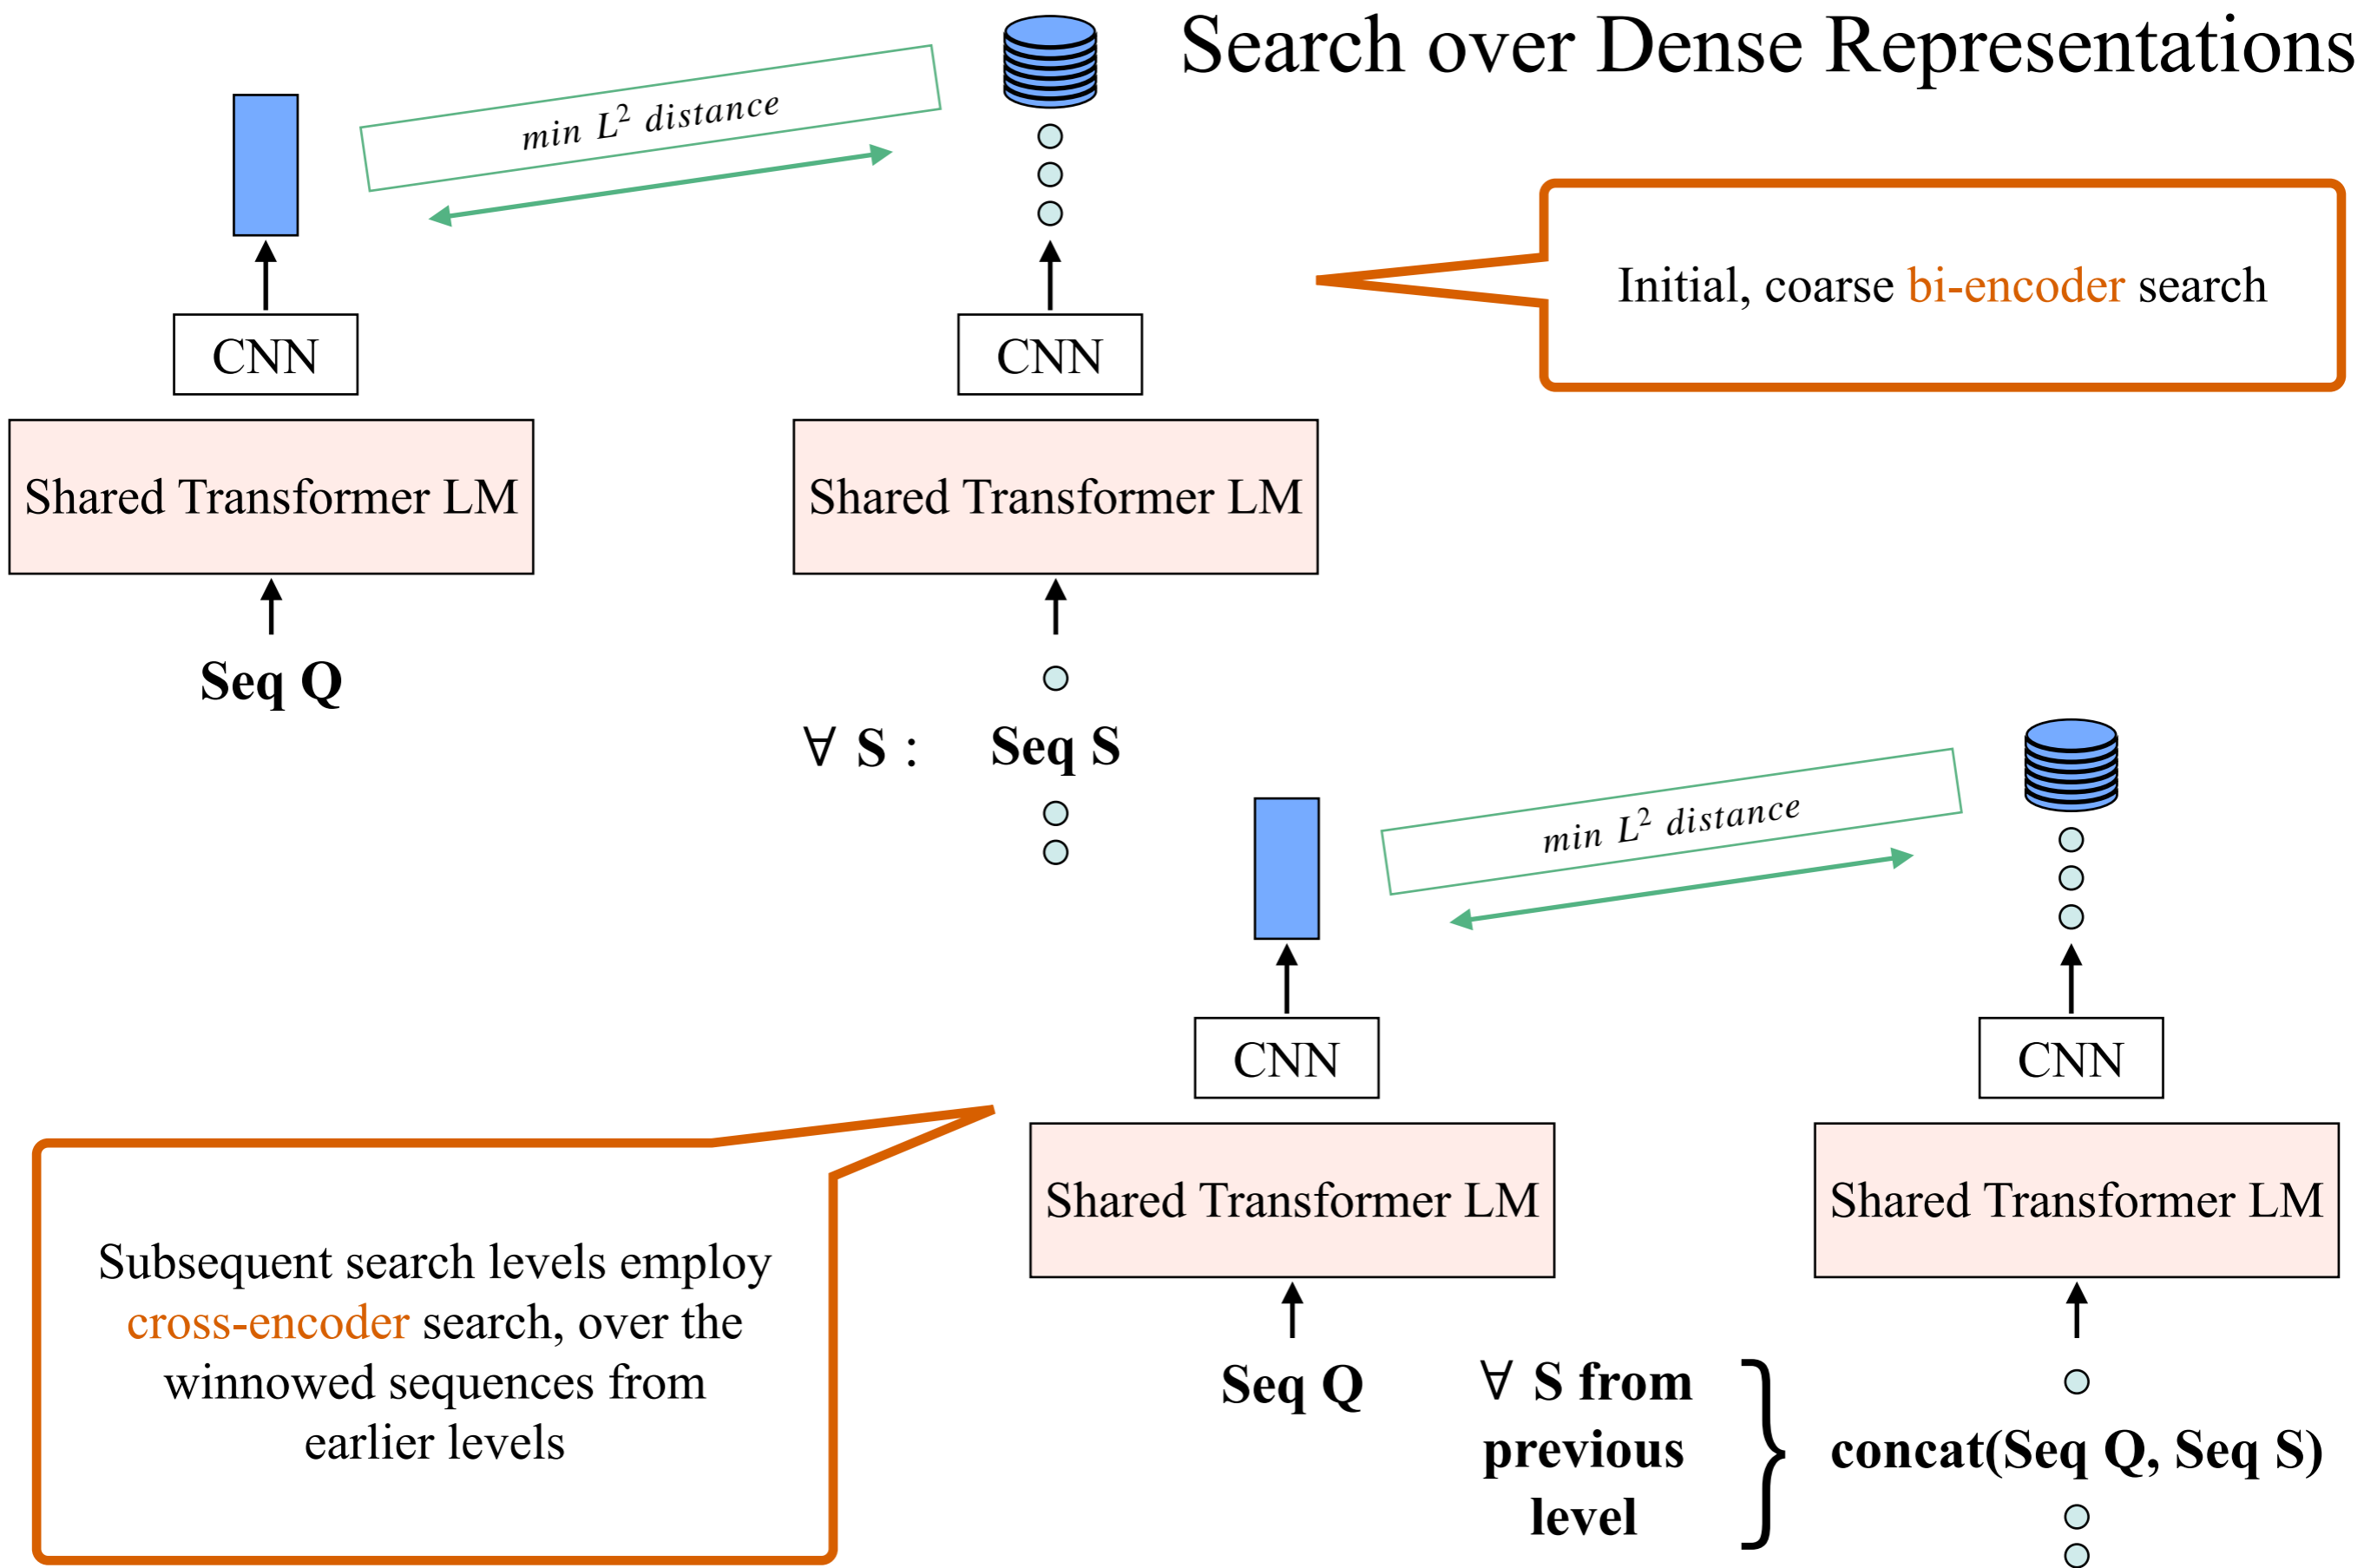 Search over Dense Representations
min L² distance
Initial, coarse bi-encoder search
CNN
CNN
Shared Transformer LM
Shared Transformer LM
Seq Q
∀ S :
Seq S
min L² distance
CNN
CNN
Shared Transformer LM
Shared Transformer LM
Subsequent search levels employ
cross-encoder search, over the
winnowed sequences from
earlier levels
Seq Q
∀ S from
previous
level
concat(Seq Q, Seq S)